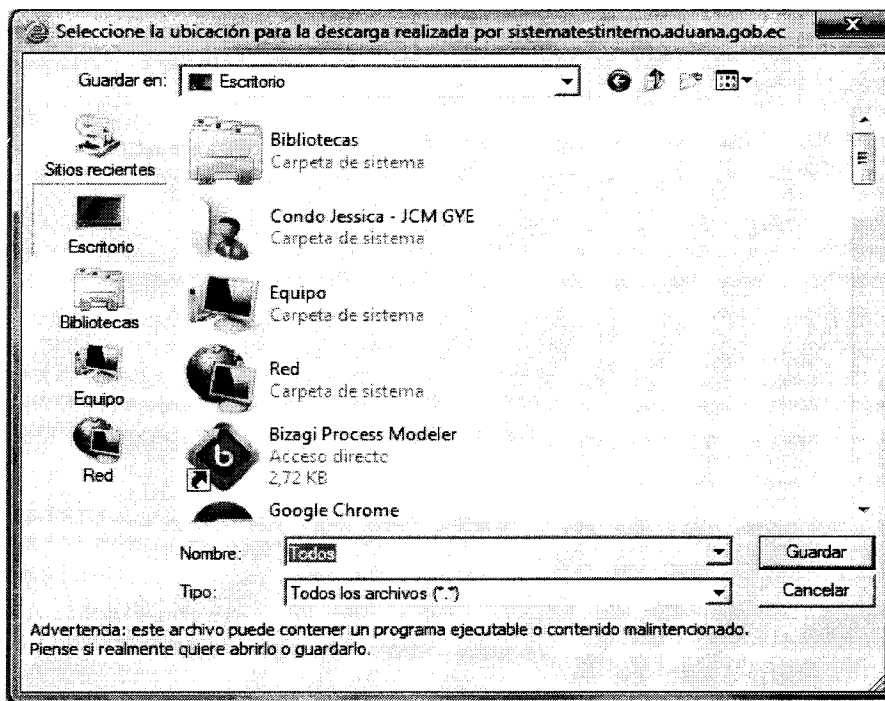 Seleccione la ubicación para la descarga realizada por sistematestinterno.aduana.gob.ec
Guardar en:
Escritorio
Sitios recientes
Escritorio
Bibliotecas
Equipo
Red
Bibliotecas
Carpeta de sistema
Condo Jessica - JCM GYE
Carpeta de sistema
Equipo
Carpeta de sistema
Red
Carpeta de sistema
Bizagi Process Modeler
Acceso directo
2,72 KB
Google Chrome
Nombre:
Todos
Guardar
Tipo:
Todos los archivos (*.*)
Cancelar
Advertencia: este archivo puede contener un programa ejecutable o contenido malintencionado.
Piense si realmente quiere abrirlo o guardarlo.